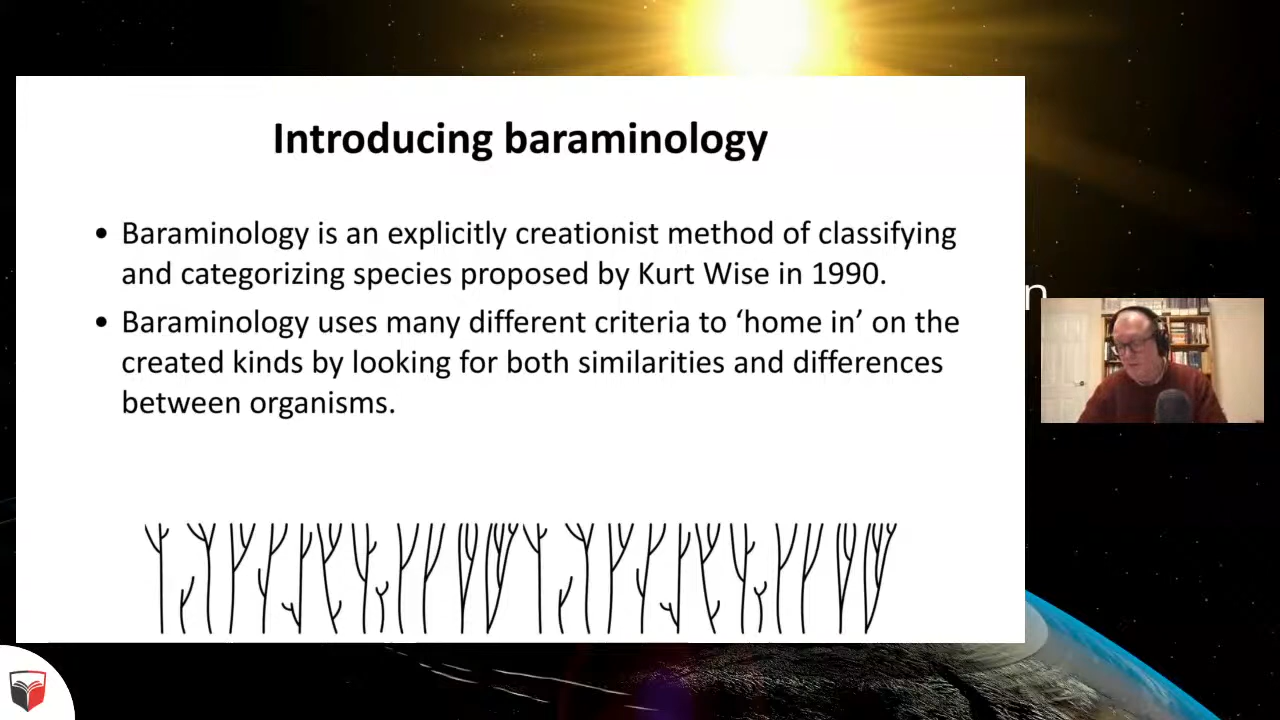 Introducing baraminology
• Baraminology is an explicitly creationist method of classifying
and categorizing species proposed by Kurt Wise in 1990.
• Baraminology uses many different criteria to ‘home in’ on the
created kinds by looking for both similarities and differences
between organisms.
n